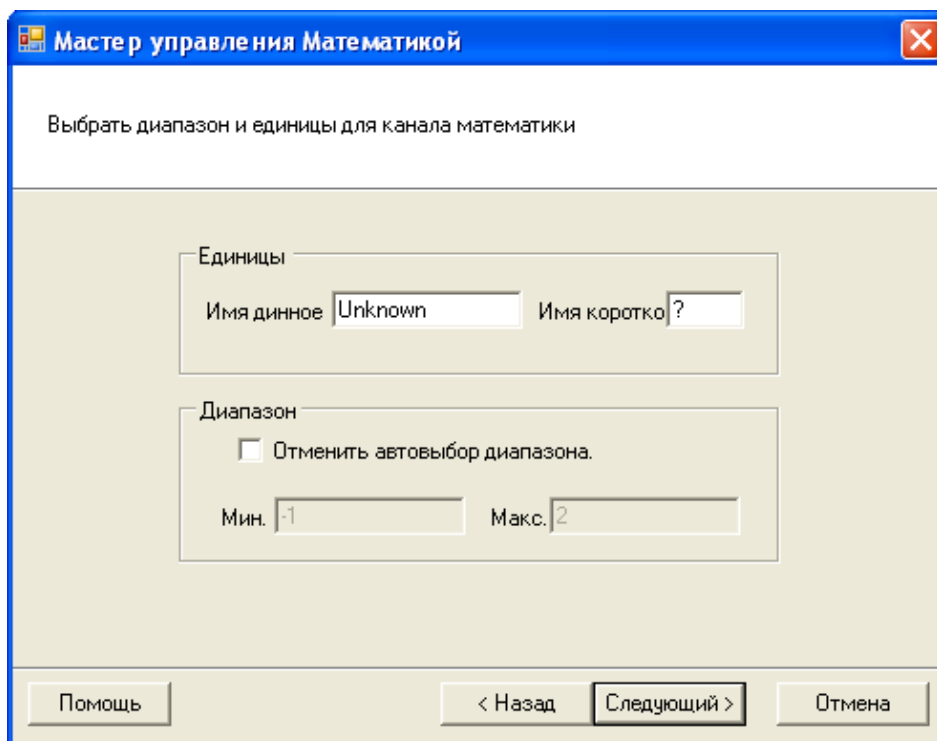 Мастер управления Математикой
Выбрать диапазон и единицы для канала математики
Единицы
Имя динное Unknown Имя коротко ?
Диапазон
Отменить автовыбор диапазона.
Мин. -1 Макс. 2
Помощь < Назад Следующий > Отмена